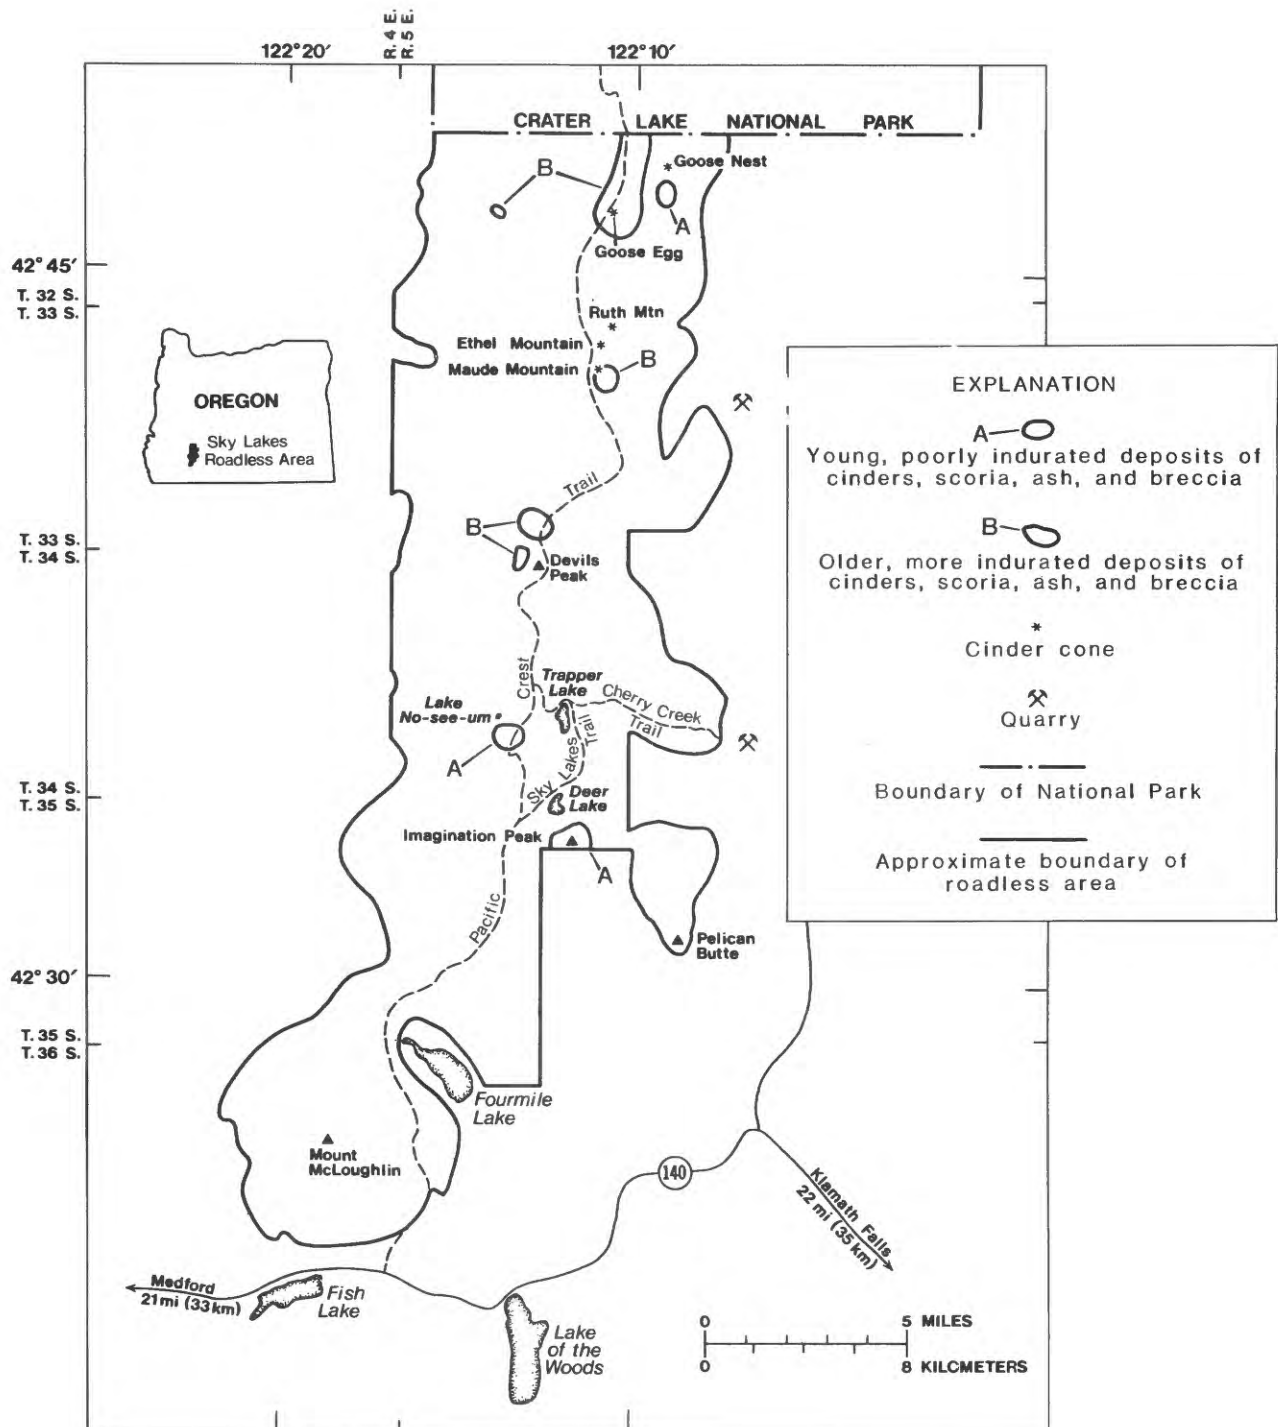 R.4 E.
R.5 E.
122°20′
122°10′
CRATER LAKE NATIONAL PARK
B
Goose Nest
A
Goose Egg
42°45′
T. 32 S.
T. 33 S.
Ruth Mtn
Ethel Mountain
B
Maude Mountain
OREGON
Sky Lakes
Roadless Area
EXPLANATION
A
Young, poorly indurated deposits of
cinders, scoria, ash, and breccia
B
Older, more indurated deposits of
cinders, scoria, ash, and breccia
Cinder cone
Quarry
Boundary of National Park
Approximate boundary of
roadless area
Trail
B
T. 33 S.
T. 34 S.
Devils
Peak
Crest
Trapper
Lake
Cherry Creek
Trail
Lake
No-see-um
A
Sky Lakes
Trail
T. 34 S.
T. 35 S.
Deer
Lake
Imagination Peak
A
Pacific
Pelican
Butte
42°30′
T. 35 S.
T. 36 S.
Fourmile
Lake
Mount
McLoughlin
140
Klamath Falls
22 mi (35 km)
Medford
21 mi (33 km)
Fish
Lake
Lake
of the
Woods
0 5 MILES
0 8 KILCMETERS